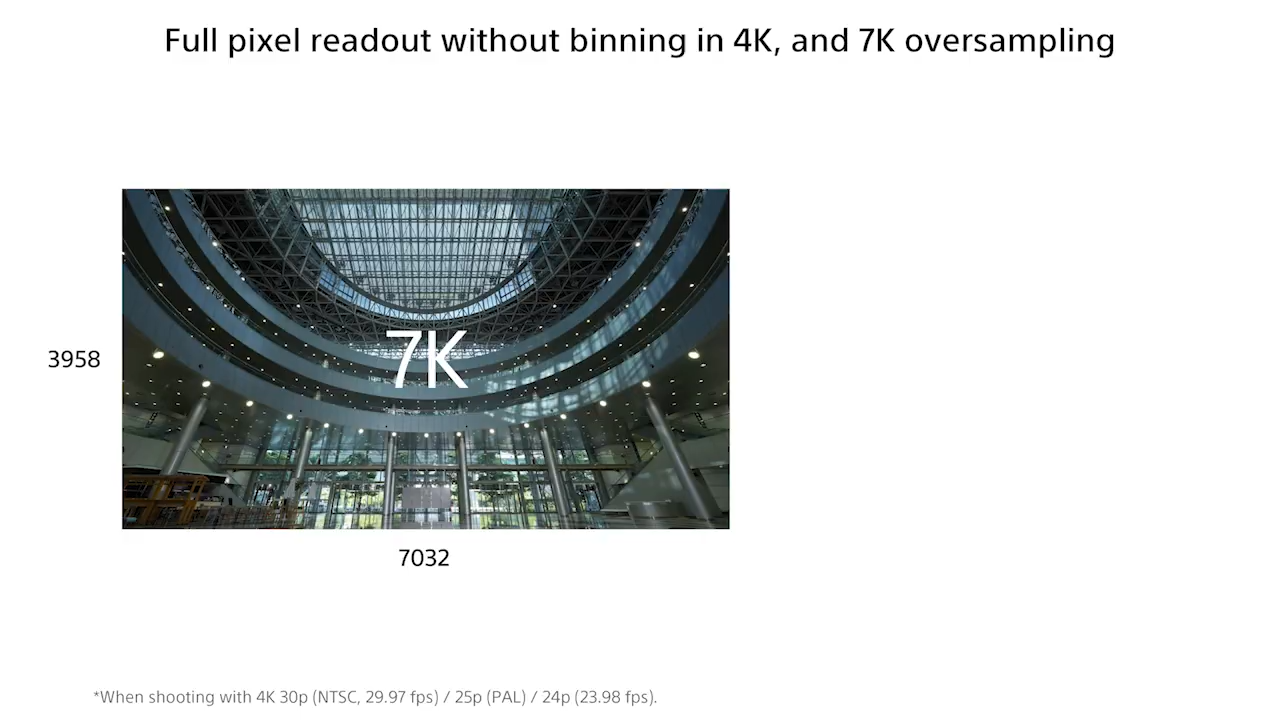 Full pixel readout without binning in 4K, and 7K oversampling
7K
3958
7032
*When shooting with 4K 30p (NTSC, 29.97 fps) / 25p (PAL) / 24p (23.98 fps).